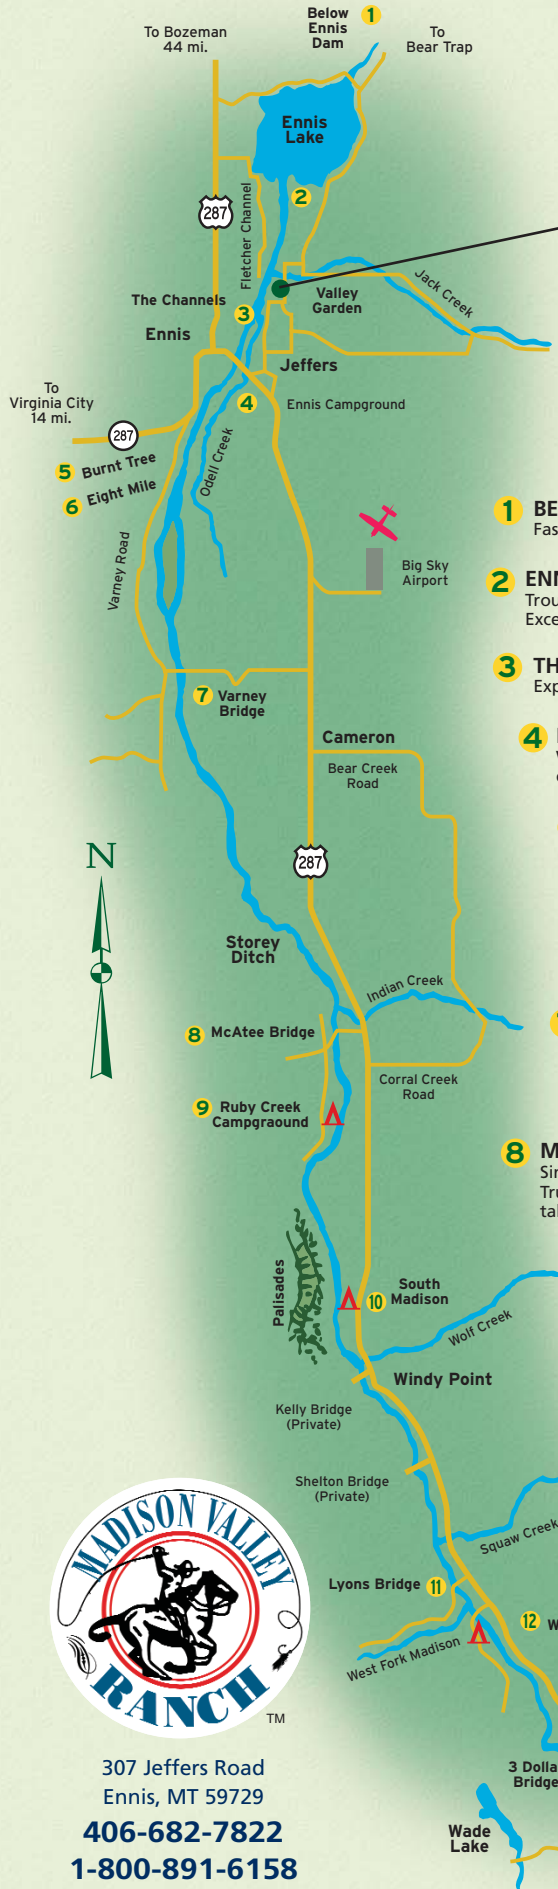 Below
Ennis
Dam
1
To Bozeman
44 mi.
To
Bear Trap
Ennis
Lake
2
287
Fletcher Channel
Valley
Garden
Jack Creek
The Channels
3
Ennis
Jeffers
To
Virginia City
14 mi.
4
Ennis Campground
287
5 Burnt Tree
6 Eight Mile
Odell Creek
Varney Road
Big Sky
Airport
1 BE
Fas
2 ENN
Trou
Exce
3 TH
Exp
4
7 Varney
Bridge
Cameron
Bear Creek
Road
N
287
Storey
Ditch
Indian Creek
8 McAtee Bridge
Corral Creek
Road
9 Ruby Creek
Campgraound
8 M
Sin
Tru
tal
Palisades
10 South
Madison
Wolf Creek
Windy Point
Kelly Bridge
(Private)
Shelton Bridge
(Private)
Squaw Creek
Lyons Bridge 11
12 W
West Fork Madison
MADISON VALLEY
RANCH
TM
307 Jeffers Road
Ennis, MT 59729
406-682-7822
1-800-891-6158
3 Dolla
Bridge
Wade
Lake